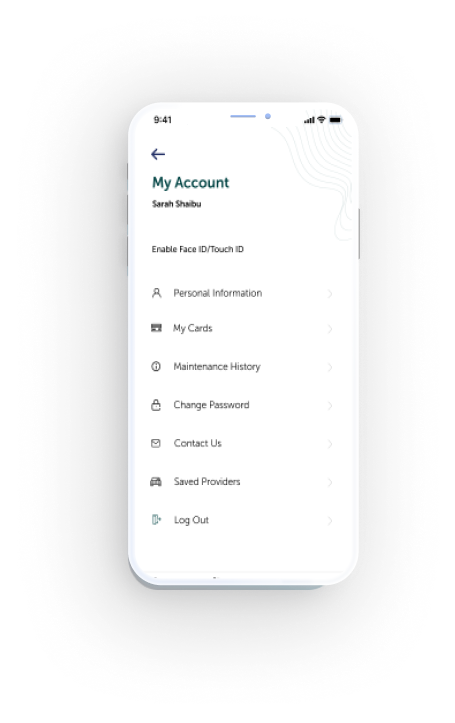 9:41
My Account
Sarah Shaibu
Enable Face ID/Touch ID
Personal Information
My Cards
Maintenance History
Change Password
Contact Us
Saved Providers
Log Out